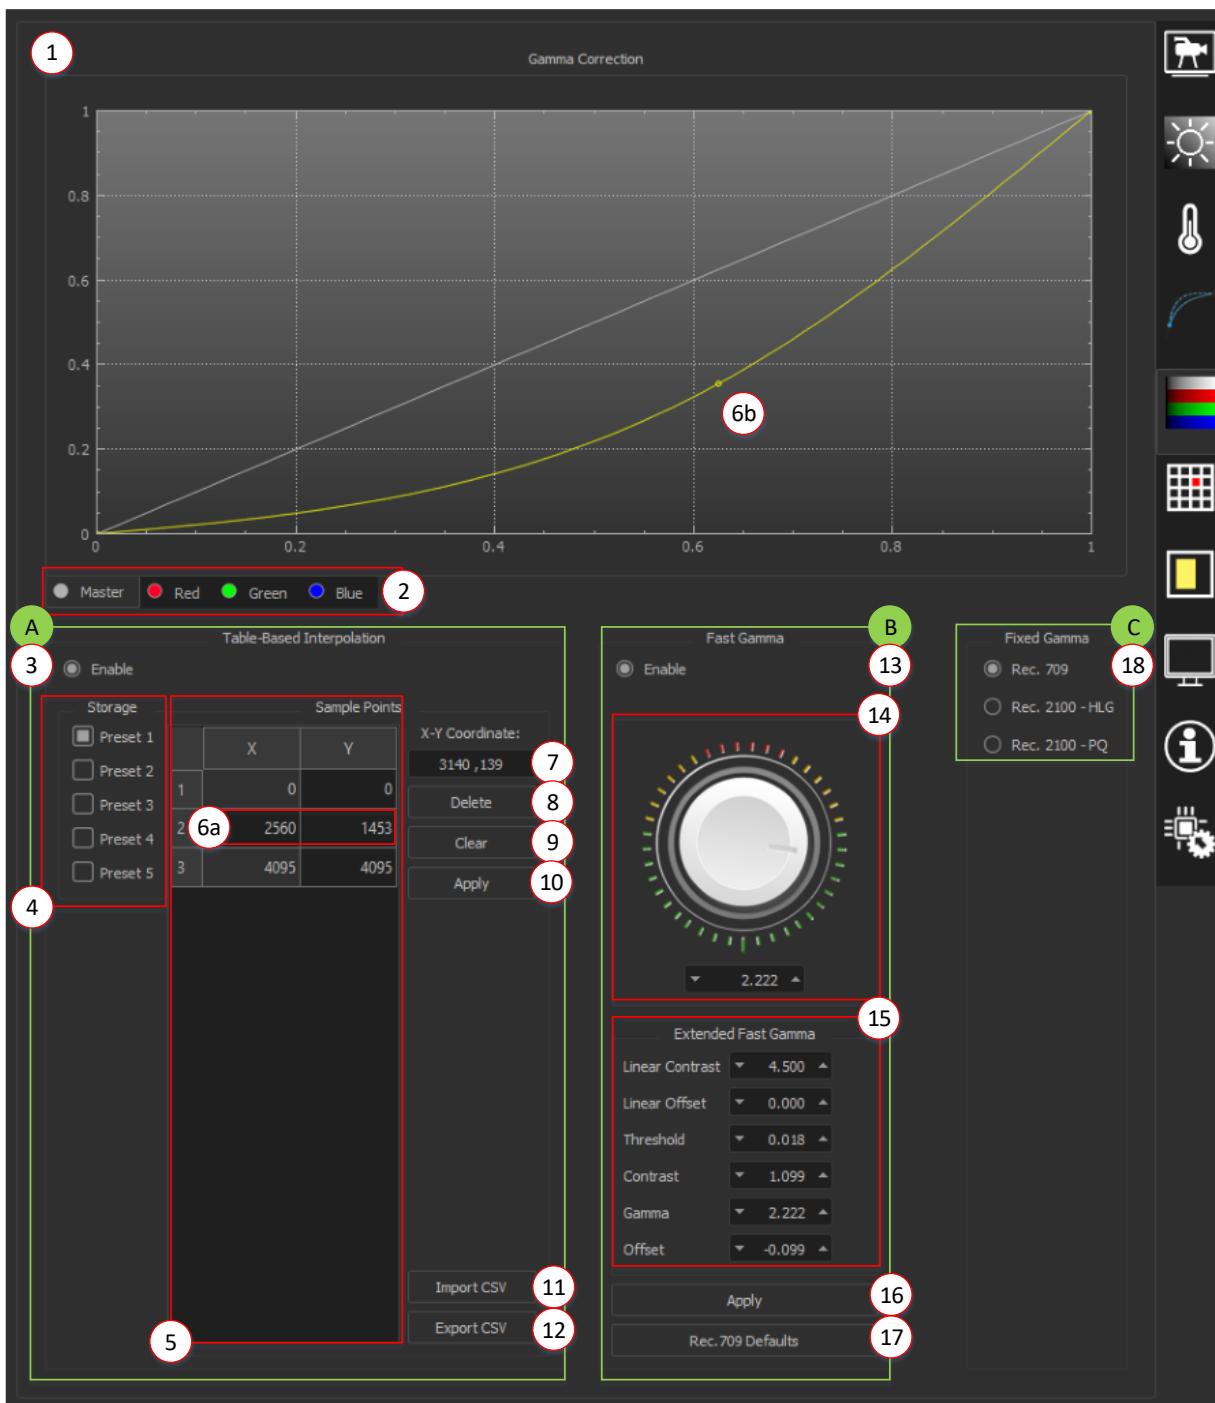 1
Gamma Correction
1
0.8
0.6
0.4
0.2
0
0 0.2 0.4 0.6 0.8 1
6b
Master Red Green Blue 2
A
Table-Based Interpolation
3 Enable
Storage
Preset 1
Preset 2
Preset 3
Preset 4
Preset 5
4
Sample Points
X Y
1 0 0
2 6a 2560 1453
3 4095 4095
5
X-Y Coordinate:
3140 ,139 7
Delete 8
Clear 9
Apply 10
Import CSV 11
Export CSV 12
Fast Gamma B
Enable 13
14
2.222
15
Extended Fast Gamma
Linear Contrast 4.500
Linear Offset 0.000
Threshold 0.018
Contrast 1.099
Gamma 2.222
Offset -0.099
Apply 16
Rec.709 Defaults 17
Fixed Gamma C
Rec. 709 18
Rec. 2100 - HLG
Rec. 2100 - PQ